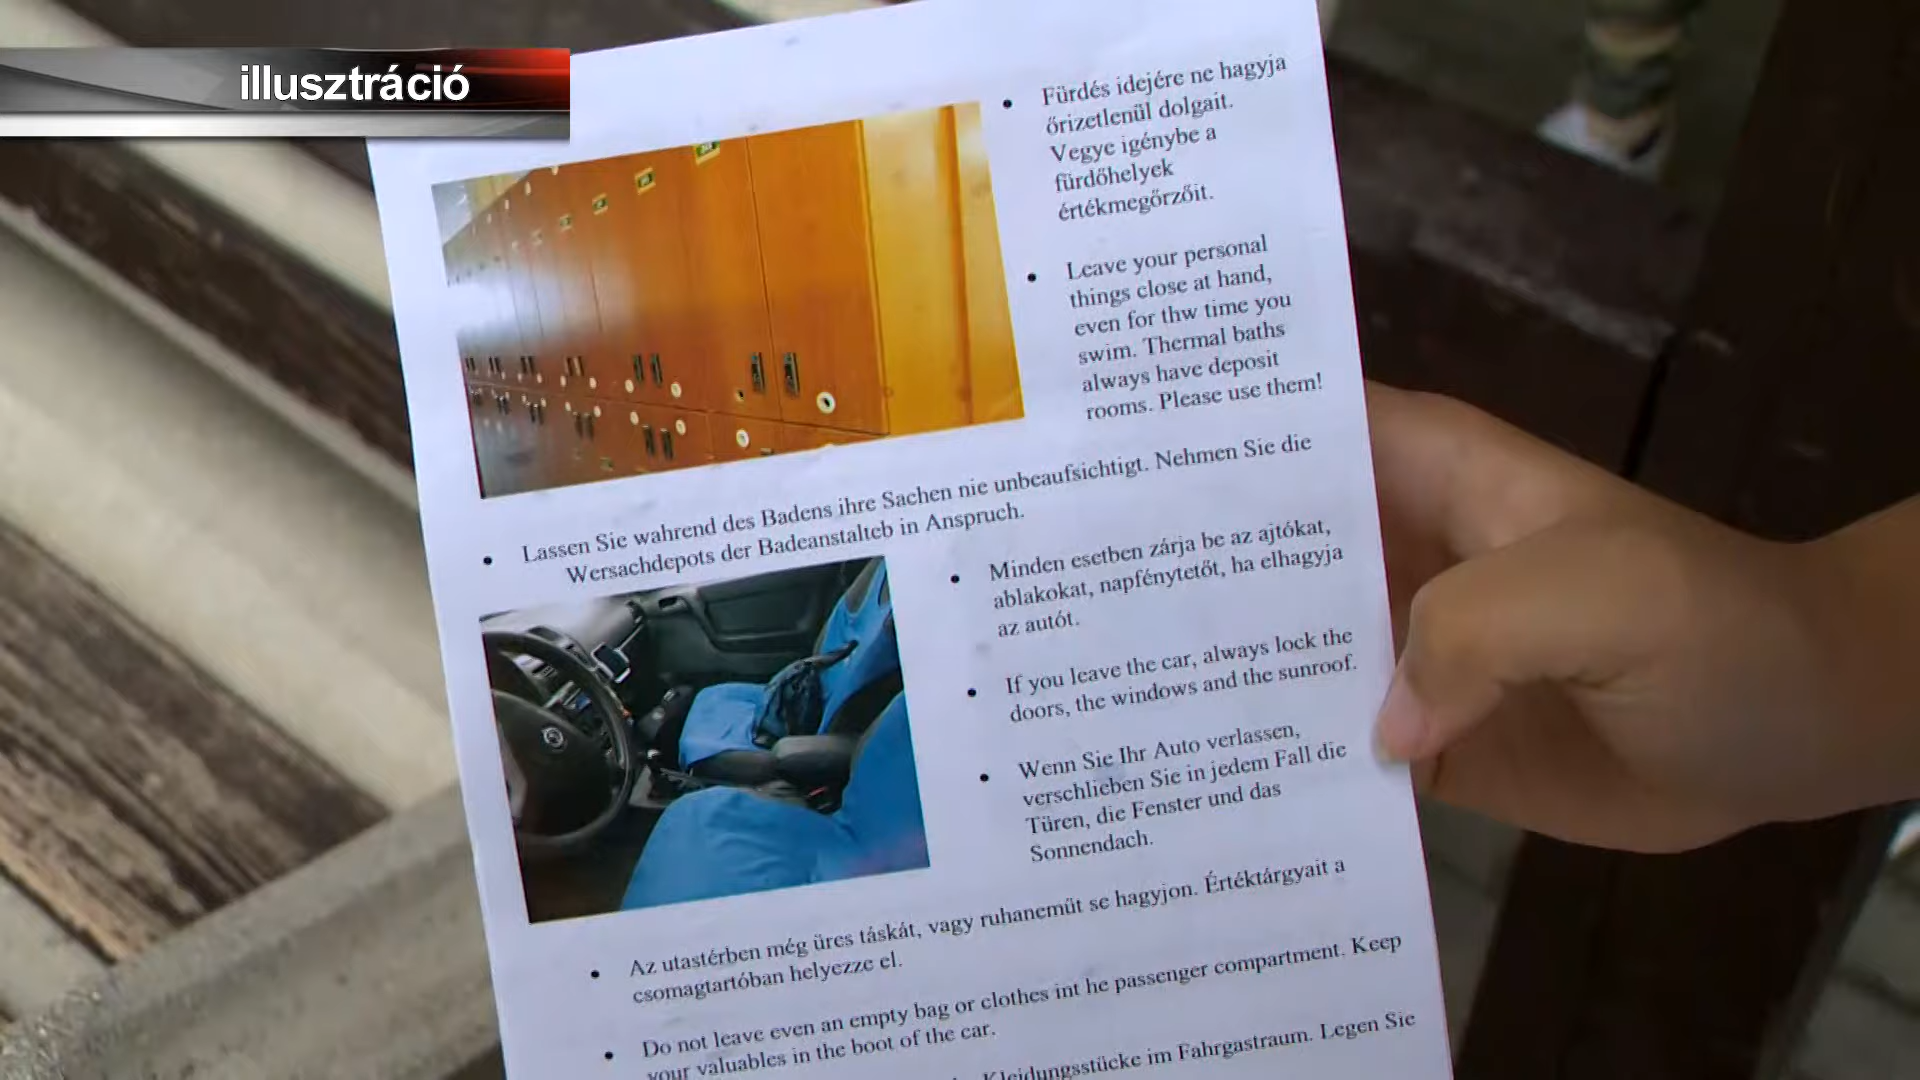 illusztráció
Fürdés idejére ne hagyja
őrizetlenül dolgait.
Vegye igénybe a
fürdőhelyek
értékmegőrzőit.
Leave your personal
things close at hand,
even for thw time you
swim. Thermal baths
always have deposit
rooms. Please use them!
Lassen Sie wahrend des Badens ihre Sachen nie unbeaufsichtigt. Nehmen Sie die
Wersachdepots der Badeanstalteb in Anspruch.
Minden esetben zárja be az ajtókat,
ablakokat, napfénytetőt, ha elhagyja
az autót.
If you leave the car, always lock the
doors, the windows and the sunroof.
Wenn Sie Ihr Auto verlassen,
verschlieben Sie in jedem Fall die
Türen, die Fenster und das
Sonnendach.
Az utastérben még üres táskát, vagy ruhaneműt se hagyjon. Értéktárgyait a
csomagtartóban helyezze el.
Do not leave even an empty bag or clothes int he passenger compartment. Keep
your valuables in the boot of the car.
Kleidungsstücke im Fahrgastraum. Legen Sie